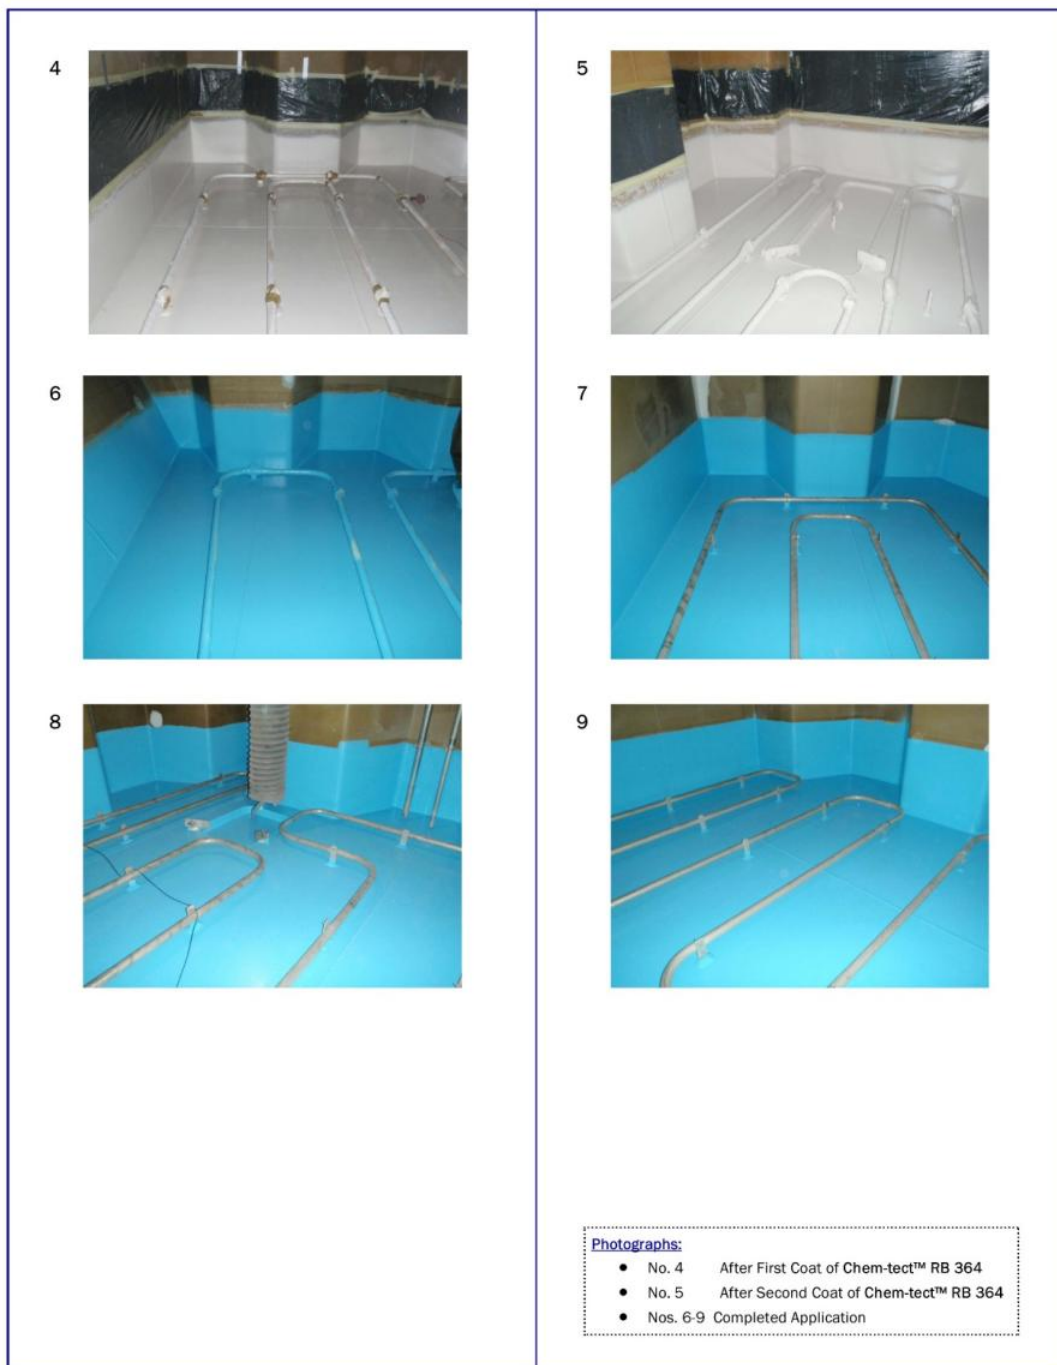 4
5
6
7
8
9
Photographs:
● No. 4 After First Coat of Chem-tect™ RB 364
● No. 5 After Second Coat of Chem-tect™ RB 364
● Nos. 6-9 Completed Application